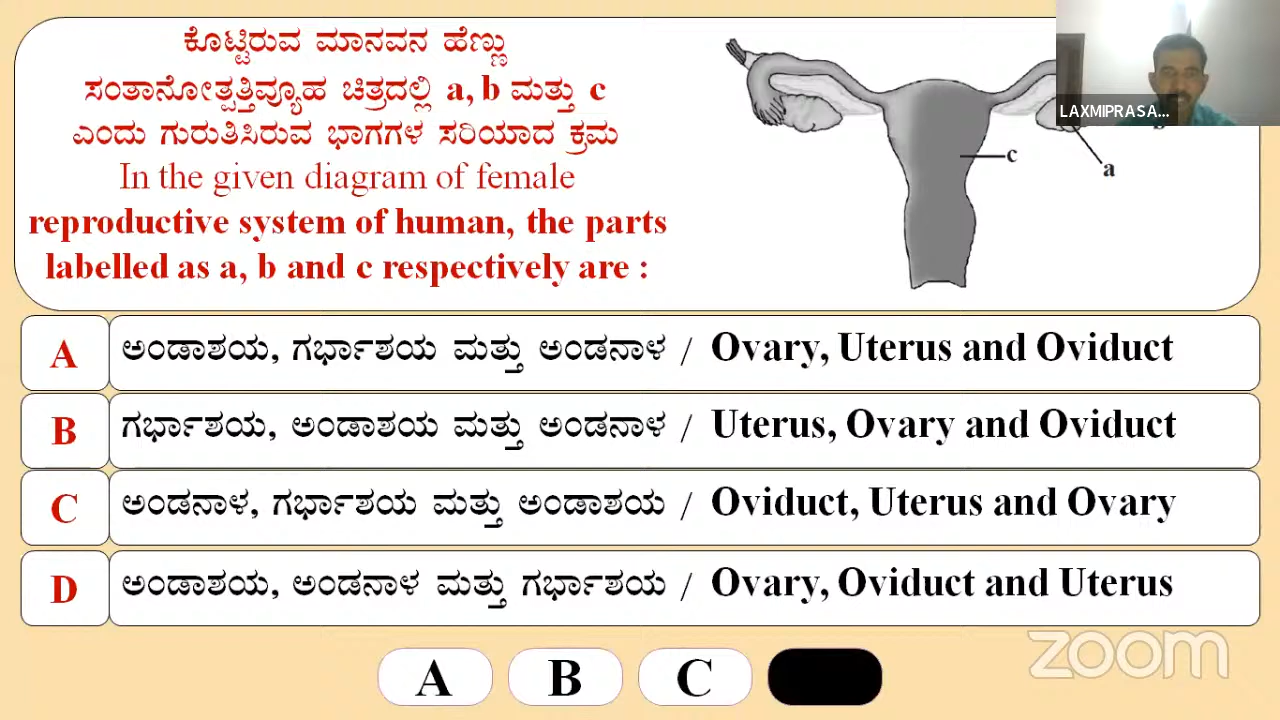 ಕೊಟ್ಟಿರುವ ಮಾನವನ ಹೆಣ್ಣು
ಸಂತಾನೋತ್ಪತ್ತಿವ್ಯೂಹ ಚಿತ್ರದಲ್ಲಿ a, b ಮತ್ತು c
ಎಂದು ಗುರುತಿಸಿರುವ ಭಾಗಗಳ ಸರಿಯಾದ ಕ್ರಮ
In the given diagram of female
reproductive system of human, the parts
labelled as a, b and c respectively are :
LAXMIPRASA...
c
a
A ಅಂಡಾಶಯ, ಗರ್ಭಾಶಯ ಮತ್ತು ಅಂಡನಾಳ / Ovary, Uterus and Oviduct
B ಗರ್ಭಾಶಯ, ಅಂಡಾಶಯ ಮತ್ತು ಅಂಡನಾಳ / Uterus, Ovary and Oviduct
C ಅಂಡನಾಳ, ಗರ್ಭಾಶಯ ಮತ್ತು ಅಂಡಾಶಯ / Oviduct, Uterus and Ovary
D ಅಂಡಾಶಯ, ಅಂಡನಾಳ ಮತ್ತು ಗರ್ಭಾಶಯ / Ovary, Oviduct and Uterus
zoom
A B C